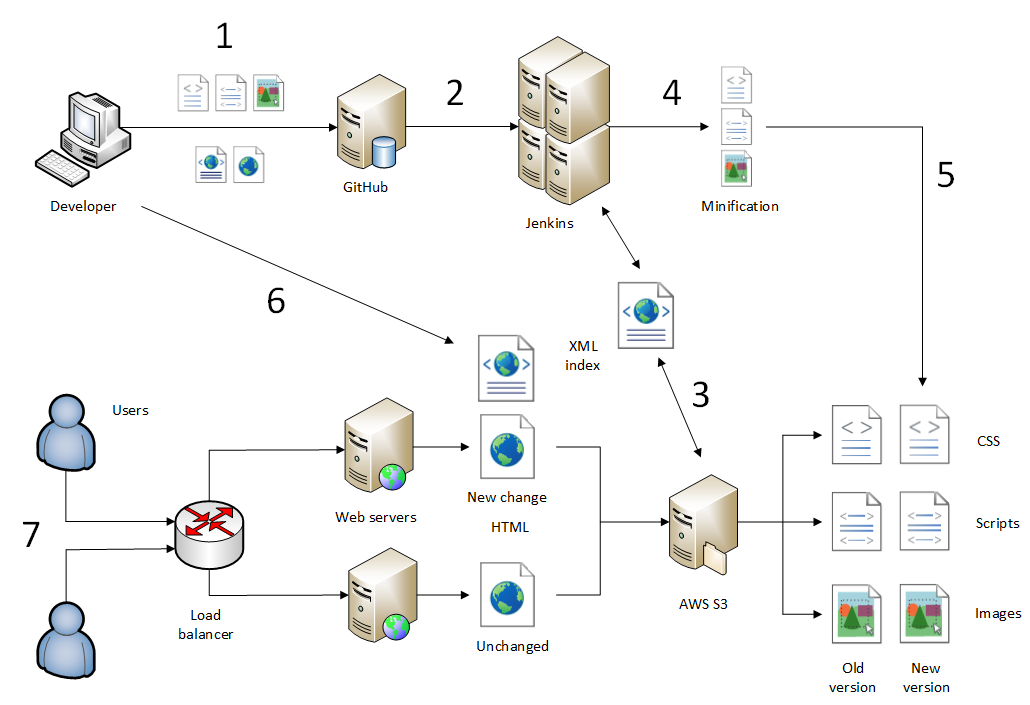 1
2
4
GitHub
Developer
Minification
Jenkins
5
6
XML
index
3
Users
CSS
New change
Web servers
HTML
Scripts
7
AWS S3
Load
balancer
Images
Unchanged
Old
version
New
version